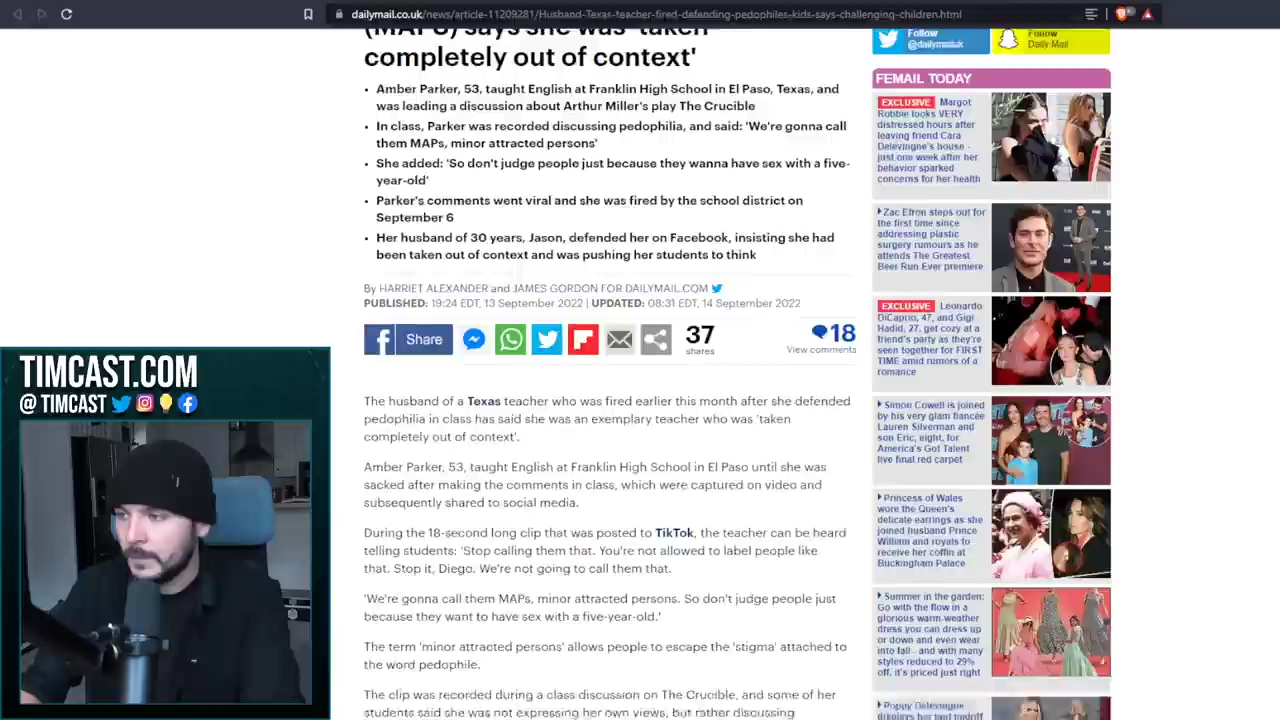 dailymail.co.uk/news/article-11209281/Husband-Texas-teacher-fired-defending-pedophiles-kids-says-challenging-children.html
(MAPS) says she was 'taken
completely out of context'
Amber Parker, 53, taught English at Franklin High School in El Paso, Texas, and
was leading a discussion about Arthur Miller's play The Crucible
In class, Parker was recorded discussing pedophilia, and said: 'We're gonna call
them MAPs, minor attracted persons'
She added: 'So don't judge people just because they wanna have sex with a five-
year-old'
Parker's comments went viral and she was fired by the school district on
September 6
Her husband of 30 years, Jason, defended her on Facebook, insisting she had
been taken out of context and was pushing her students to think
By HARRIET ALEXANDER and JAMES GORDON FOR DAILYMAIL.COM
PUBLISHED: 19:24 EDT, 13 September 2022 | UPDATED: 08:31 EDT, 14 September 2022
Share
37
shares
18
View comments
The husband of a Texas teacher who was fired earlier this month after she defended
pedophilia in class has said she was an exemplary teacher who was 'taken
completely out of context'.
Amber Parker, 53, taught English at Franklin High School in El Paso until she was
sacked after making the comments in class, which were captured on video and
subsequently shared to social media.
During the 18-second long clip that was posted to TikTok, the teacher can be heard
telling students: 'Stop calling them that. You're not allowed to label people like
that. Stop it, Diego. We're not going to call them that.
'We're gonna call them MAPs, minor attracted persons. So don't judge people just
because they want to have sex with a five-year-old.'
The term 'minor attracted persons' allows people to escape the 'stigma' attached to
the word pedophile.
The clip was recorded during a class discussion on The Crucible, and some of her
students said she was not expressing her own views, but rather discussing
Follow
@dailymailuk
Follow
Daily Mail
FEMAIL TODAY
EXCLUSIVE Margot
Robbie looks VERY
distressed hours after
leaving friend Cara
Delevingne's house -
just one week after her
behavior sparked
concerns for her health
Zac Efron steps out for
the first time since
addressing plastic
surgery rumours as he
attends The Greatest
Beer Run Ever premiere
EXCLUSIVE Leonardo
DiCaprio, 47, and Gigi
Hadid, 27, get cozy at a
friend's party as they're
seen together for FIRST
TIME amid rumors of a
romance
Simon Cowell is joined
by his very glam fiancée
Lauren Silverman and
son Eric, eight, for
America's Got Talent
live final red carpet
Princess of Wales
wore the Queen's
delicate earrings as she
joined husband Prince
William and royals to
receive her coffin at
Buckingham Palace
Summer in the garden:
Go with the flow in a
glorious warm-weather
dress you can dress up
or down and even wear
into fall - and with many
styles reduced to 29%
off, it's priced just right
Poppy Delevingne
TIMCAST.COM
@ TIMCAST